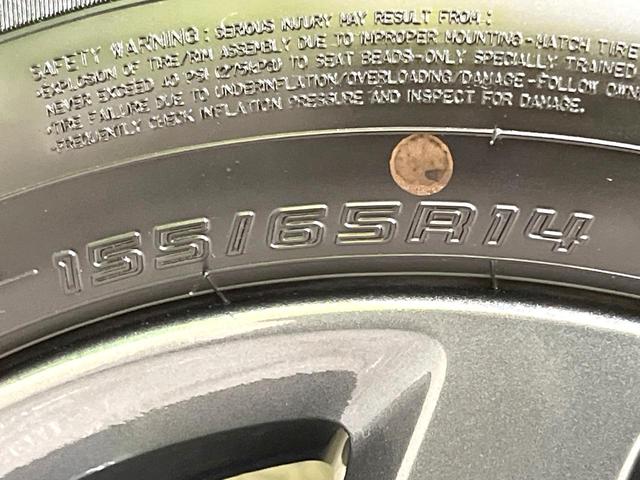 SAFETY WARNING: SERIOUS INJURY MAY RESULT FROM:
•EXPLOSION OF TIRE/RIM ASSEMBLY DUE TO IMPROPER MOUNTING-MATCH TIRE
NEVER EXCEED 40 PSI (275kPa) TO SEAT BEADS-ONLY SPECIALLY TRAINED
•TIRE FAILURE DUE TO UNDERINFLATION/OVERLOADING/DAMAGE-FOLLOW OWN
•FREQUENTLY CHECK INFLATION PRESSURE AND INSPECT FOR DAMAGE.
155/65R14